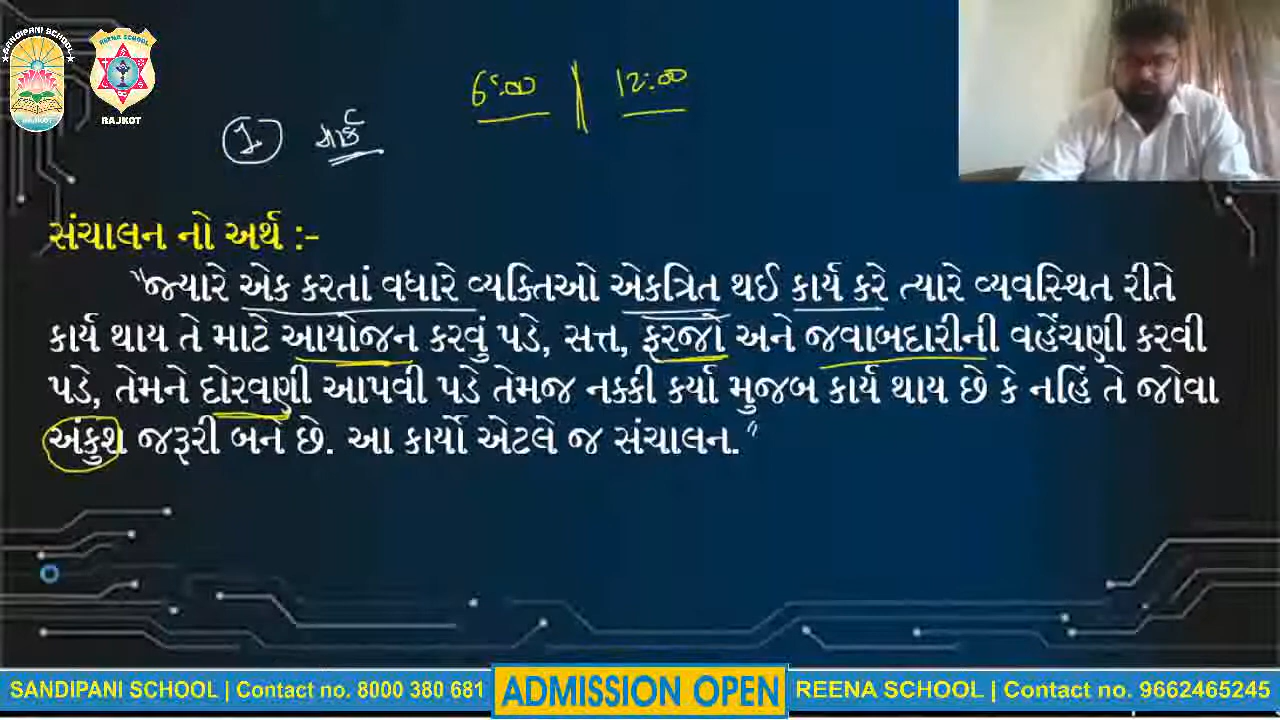 SANDIPANI SCHOOL
RAJKOT
REENA SCHOOL
RAJKOT
6:00 | 12:00
1 માર્ક
સંચાલન નો અર્થ :-
"જ્યારે એક કરતાં વધારે વ્યક્તિઓ એકત્રિત થઈ કાર્ય કરે ત્યારે વ્યવસ્થિત રીતે
કાર્ય થાય તે માટે આયોજન કરવું પડે, સત્ત, ફરજો અને જવાબદારીની વહેંચણી કરવી
પડે, તેમને દોરવણી આપવી પડે તેમજ નક્કી કર્યા મુજબ કાર્ય થાય છે કે નહિં તે જોવા
અંકુશ જરૂરી બને છે. આ કાર્યો એટલે જ સંચાલન."
SANDIPANI SCHOOL | Contact no. 8000 380 681
ADMISSION OPEN
REENA SCHOOL | Contact no. 9662465245